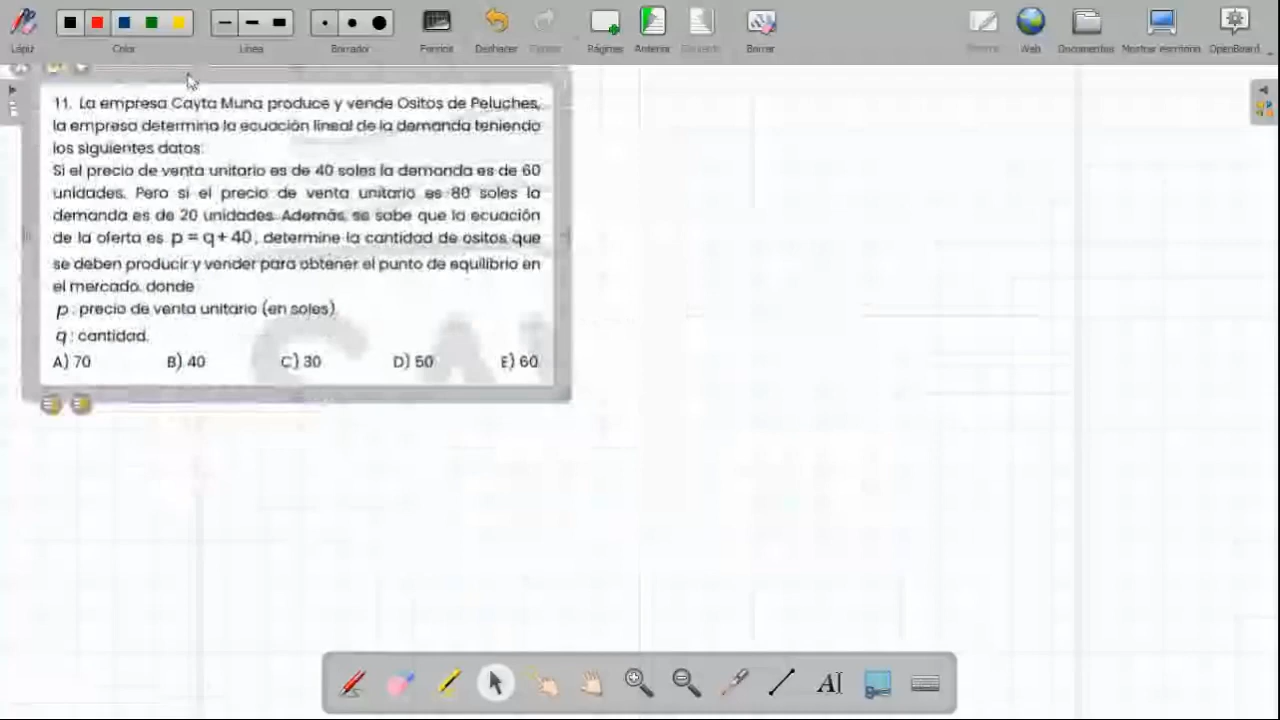 Lápiz
Color
Línea
Borrador
Fondos
Deshacer
Páginas
Anterior
Borrar
Web
Documentos
Mostrar escritorio
OpenBoard
11. La empresa Cayta Muna produce y vende Ositos de Peluches,
la empresa determina la ecuación lineal de la demanda teniendo
los siguientes datos:
Si el precio de venta unitario es de 40 soles la demanda es de 60
unidades. Pero si el precio de venta unitario es 80 soles la
demanda es de 20 unidades. Además, se sabe que la ecuación
de la oferta es p = q + 40, determine la cantidad de ositos que
se deben producir y vender para obtener el punto de equilibrio en
el mercado. donde
p : precio de venta unitario (en soles)
q : cantidad.
A) 70 B) 40 C) 30 D) 50 E) 60